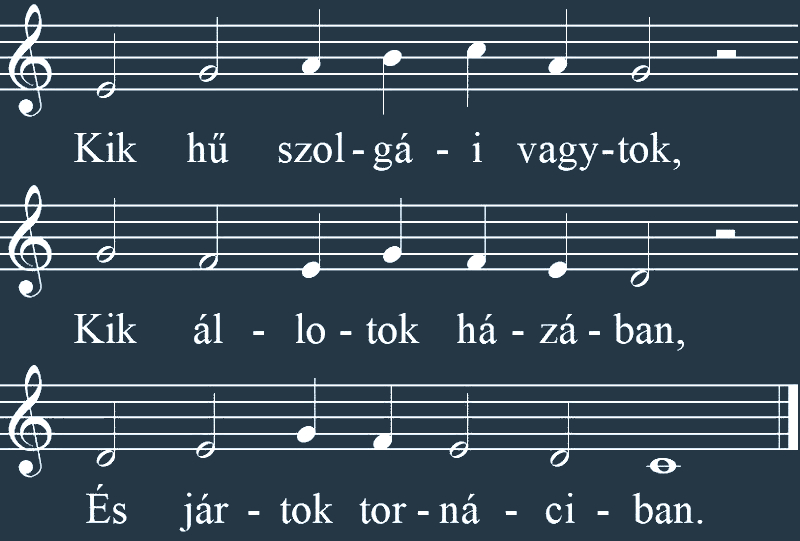 Kik hű szol-gá - i vagy-tok,
Kik ál - lo - tok há - zá - ban,
És jár - tok tor - ná - ci - ban.